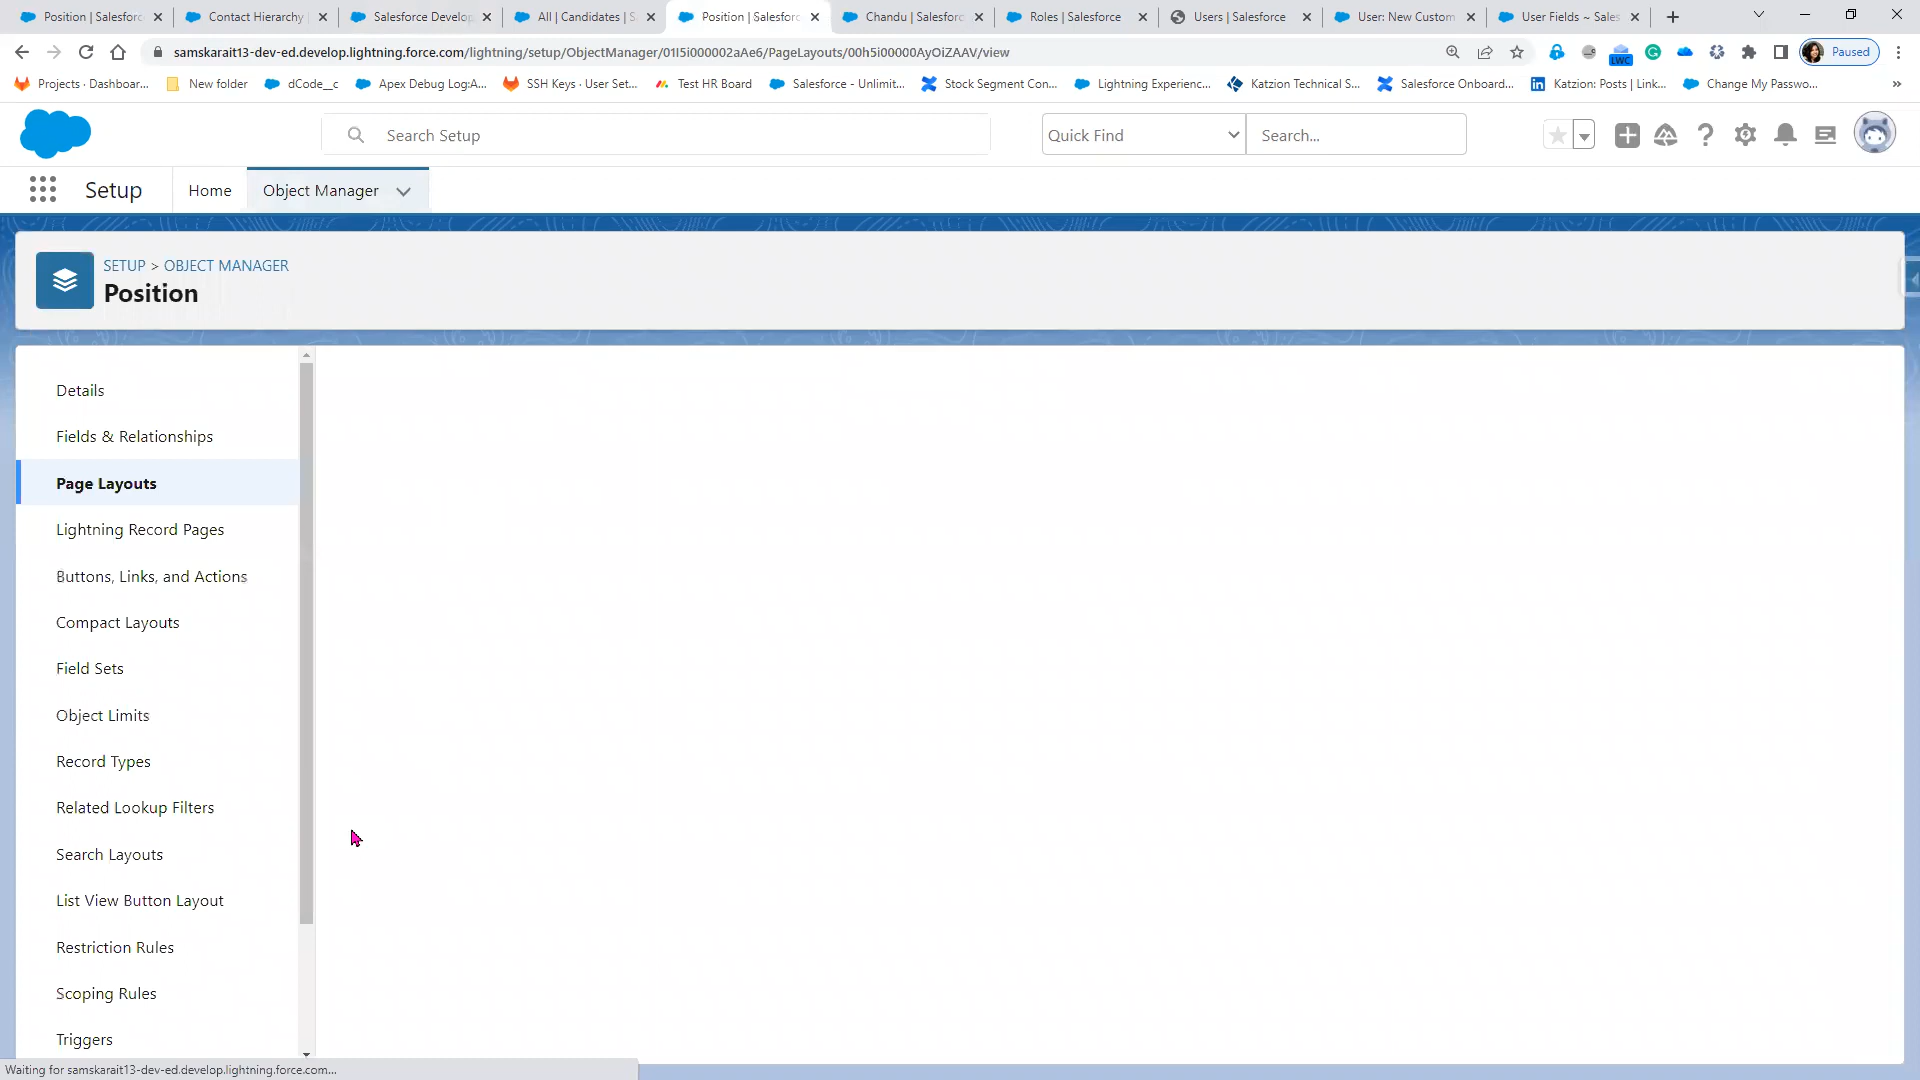 Position | Salesforc
Contact Hierarchy
Salesforce Develop
All | Candidates | S
Position | Salesforc
Chandu | Salesforc
Roles | Salesforce
Users | Salesforce
User: New Custom
User Fields ~ Sales
samskarait13-dev-ed.develop.lightning.force.com/lightning/setup/ObjectManager/01I5i000002aAe6/PageLayouts/00h5i00000AyOiZAAV/view
LWC
Paused
Projects · Dashboar...
New folder
dCode__c
Apex Debug Log:A...
SSH Keys · User Set...
Test HR Board
Salesforce - Unlimit...
Stock Segment Con...
Lightning Experienc...
Katzion Technical S...
Salesforce Onboard...
Katzion: Posts | Link...
Change My Passwo...
Search Setup
Quick Find
Search...
Setup
Home
Object Manager
SETUP > OBJECT MANAGER
Position
Details
Fields & Relationships
Page Layouts
Lightning Record Pages
Buttons, Links, and Actions
Compact Layouts
Field Sets
Object Limits
Record Types
Related Lookup Filters
Search Layouts
List View Button Layout
Restriction Rules
Scoping Rules
Triggers
Waiting for samskarait13-dev-ed.develop.lightning.force.com...